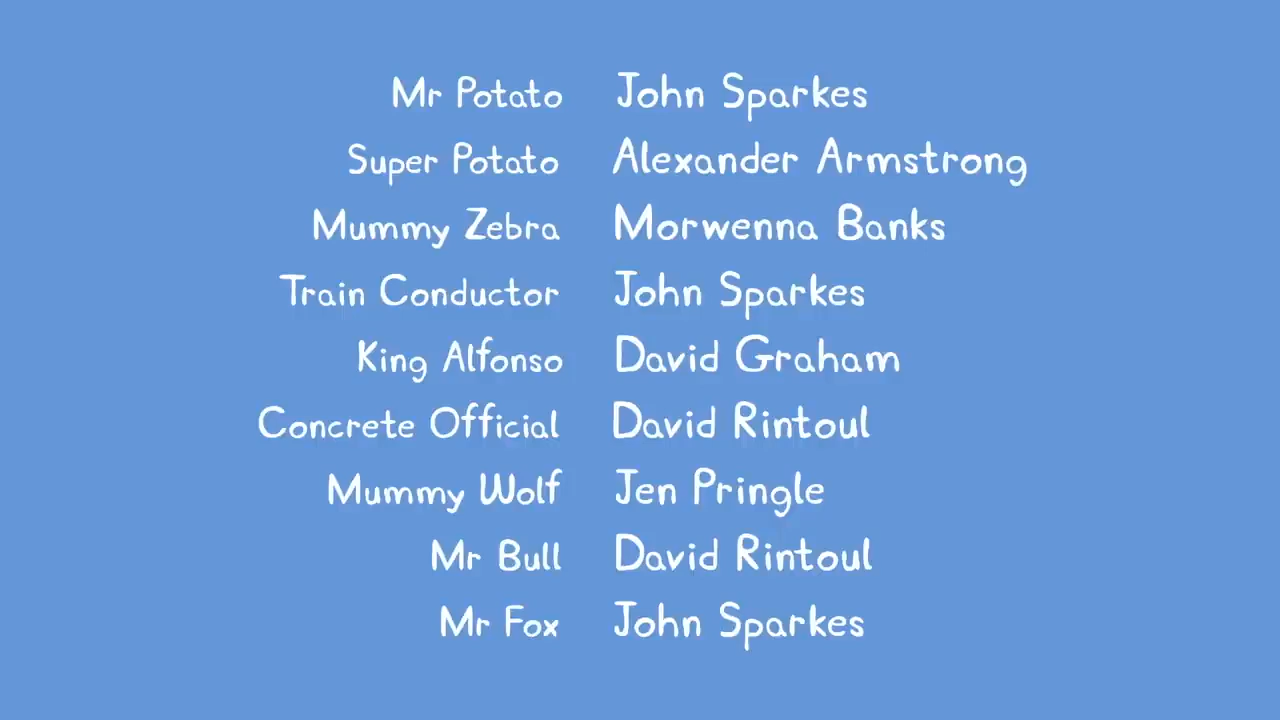 Mr Potato John Sparkes
Super Potato Alexander Armstrong
Mummy Zebra Morwenna Banks
Train Conductor John Sparkes
King Alfonso David Graham
Concrete Official David Rintoul
Mummy Wolf Jen Pringle
Mr Bull David Rintoul
Mr Fox John Sparkes